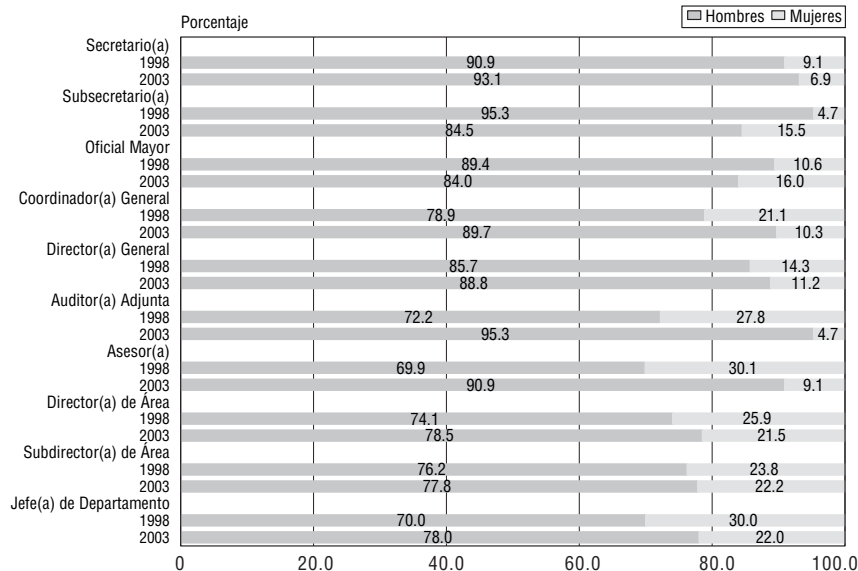 Porcentaje
Hombres Mujeres
Secretario(a)
1998 90.9 9.1
2003 93.1 6.9
Subsecretario(a)
1998 95.3 4.7
2003 84.5 15.5
Oficial Mayor
1998 89.4 10.6
2003 84.0 16.0
Coordinador(a) General
1998 78.9 21.1
2003 89.7 10.3
Director(a) General
1998 85.7 14.3
2003 88.8 11.2
Auditor(a) Adjunta
1998 72.2 27.8
2003 95.3 4.7
Asesor(a)
1998 69.9 30.1
2003 90.9 9.1
Director(a) de Área
1998 74.1 25.9
2003 78.5 21.5
Subdirector(a) de Área
1998 76.2 23.8
2003 77.8 22.2
Jefe(a) de Departamento
1998 70.0 30.0
2003 78.0 22.0
0 20.0 40.0 60.0 80.0 100.0